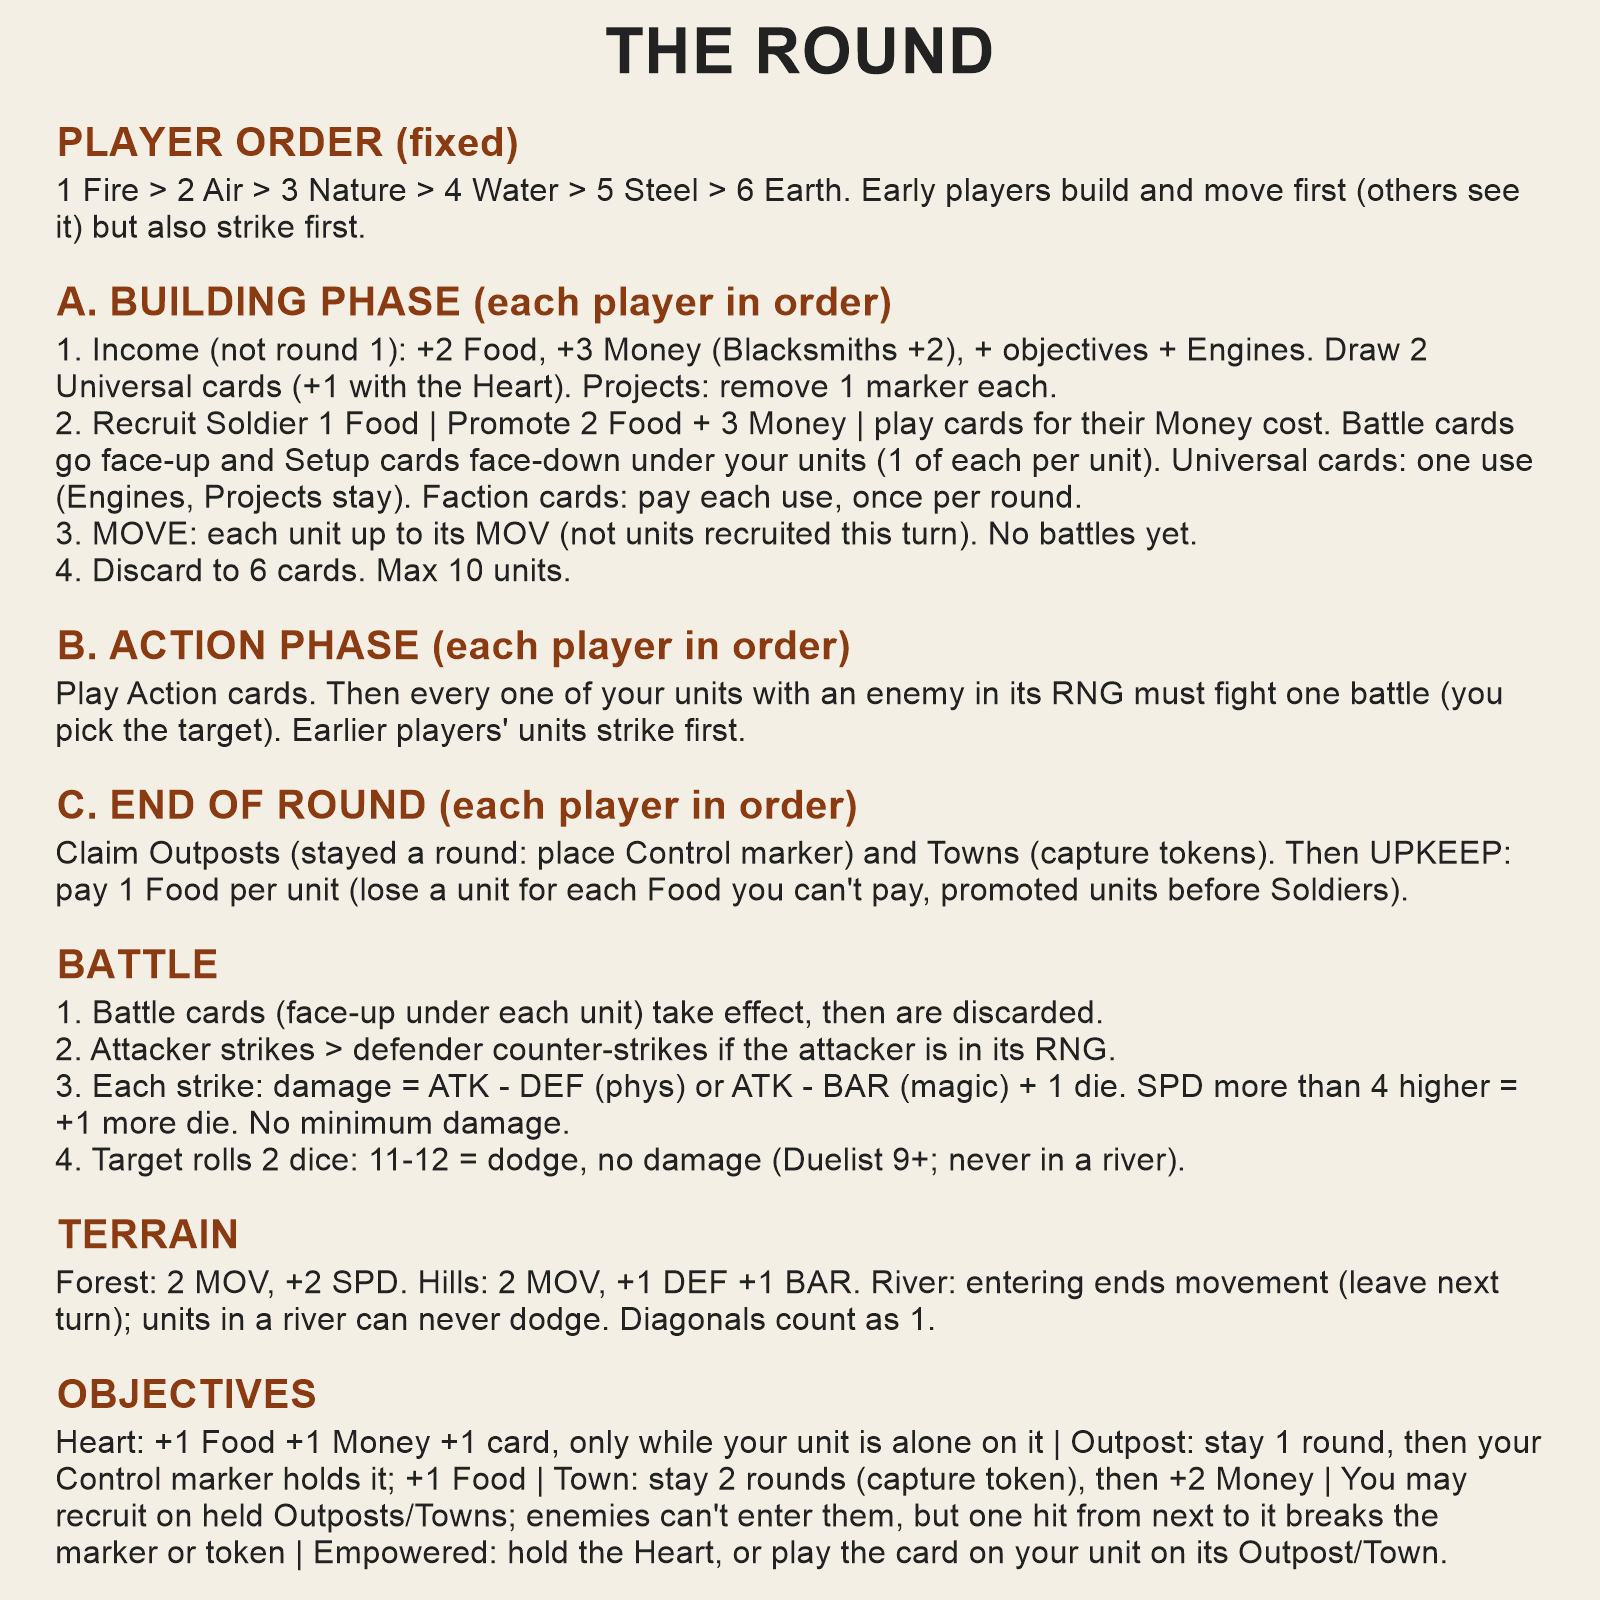 THE ROUND
PLAYER ORDER (fixed)
1 Fire > 2 Air > 3 Nature > 4 Water > 5 Steel > 6 Earth. Early players build and move first (others see
it) but also strike first.
A. BUILDING PHASE (each player in order)
1. Income (not round 1): +2 Food, +3 Money (Blacksmiths +2), + objectives + Engines. Draw 2
Universal cards (+1 with the Heart). Projects: remove 1 marker each.
2. Recruit Soldier 1 Food | Promote 2 Food + 3 Money | play cards for their Money cost. Battle cards
go face-up and Setup cards face-down under your units (1 of each per unit). Universal cards: one use
(Engines, Projects stay). Faction cards: pay each use, once per round.
3. MOVE: each unit up to its MOV (not units recruited this turn). No battles yet.
4. Discard to 6 cards. Max 10 units.
B. ACTION PHASE (each player in order)
Play Action cards. Then every one of your units with an enemy in its RNG must fight one battle (you
pick the target). Earlier players' units strike first.
C. END OF ROUND (each player in order)
Claim Outposts (stayed a round: place Control marker) and Towns (capture tokens). Then UPKEEP:
pay 1 Food per unit (lose a unit for each Food you can't pay, promoted units before Soldiers).
BATTLE
1. Battle cards (face-up under each unit) take effect, then are discarded.
2. Attacker strikes > defender counter-strikes if the attacker is in its RNG.
3. Each strike: damage = ATK - DEF (phys) or ATK - BAR (magic) + 1 die. SPD more than 4 higher =
+1 more die. No minimum damage.
4. Target rolls 2 dice: 11-12 = dodge, no damage (Duelist 9+; never in a river).
TERRAIN
Forest: 2 MOV, +2 SPD. Hills: 2 MOV, +1 DEF +1 BAR. River: entering ends movement (leave next
turn); units in a river can never dodge. Diagonals count as 1.
OBJECTIVES
Heart: +1 Food +1 Money +1 card, only while your unit is alone on it | Outpost: stay 1 round, then your
Control marker holds it; +1 Food | Town: stay 2 rounds (capture token), then +2 Money | You may
recruit on held Outposts/Towns; enemies can't enter them, but one hit from next to it breaks the
marker or token | Empowered: hold the Heart, or play the card on your unit on its Outpost/Town.